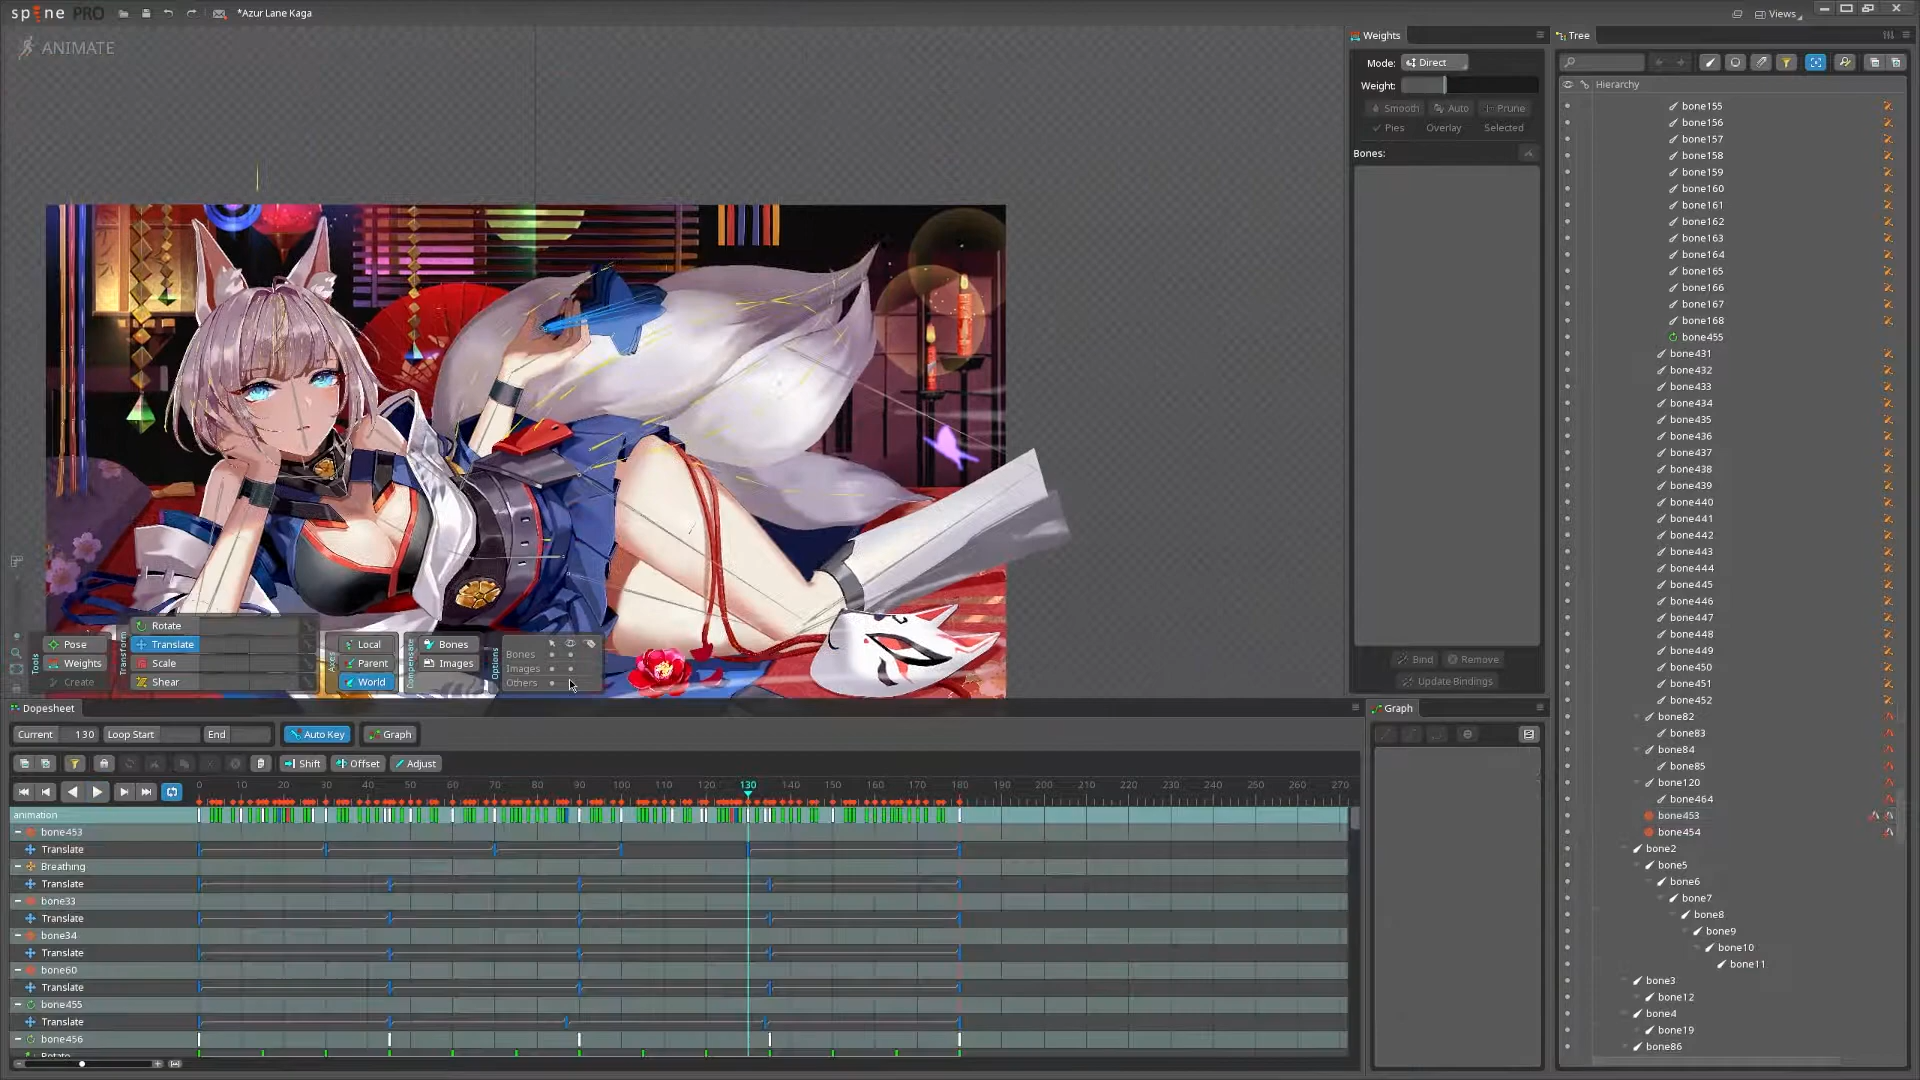 spine PRO
*Azur Lane Kaga
Views
ANIMATE
Weights
Mode: Direct
Weight:
Smooth Auto Prune
Pies Overlay Selected
Bones:
Bind Remove
Update Bindings
Tree
Hierarchy
bone155
bone156
bone157
bone158
bone159
bone160
bone161
bone162
bone163
bone164
bone165
bone166
bone167
bone168
bone455
bone431
bone432
bone433
bone434
bone435
bone436
bone437
bone438
bone439
bone440
bone441
bone442
bone443
bone444
bone445
bone446
bone447
bone448
bone449
bone450
bone451
bone452
bone82
bone83
bone84
bone85
bone120
bone464
bone453
bone454
bone2
bone5
bone6
bone7
bone8
bone9
bone10
bone11
bone3
bone12
bone4
bone19
bone86
Tools
Pose
Weights
Create
Transform
Rotate
Translate
Scale
Shear
Axes
Local
Parent
World
Compensate
Bones
Images
Options
Bones
Images
Others
Dopesheet
Current 130 Loop Start End Auto Key Graph
Shift Offset Adjust
0 10 20 30 40 50 60 70 80 90 100 110 120 130 140 150 160 170 180 190 200 210 220 230 240 250 260 270
animation
bone453
Translate
Breathing
Translate
bone33
Translate
bone34
Translate
bone60
Translate
bone455
Translate
bone456
Rotate
Graph